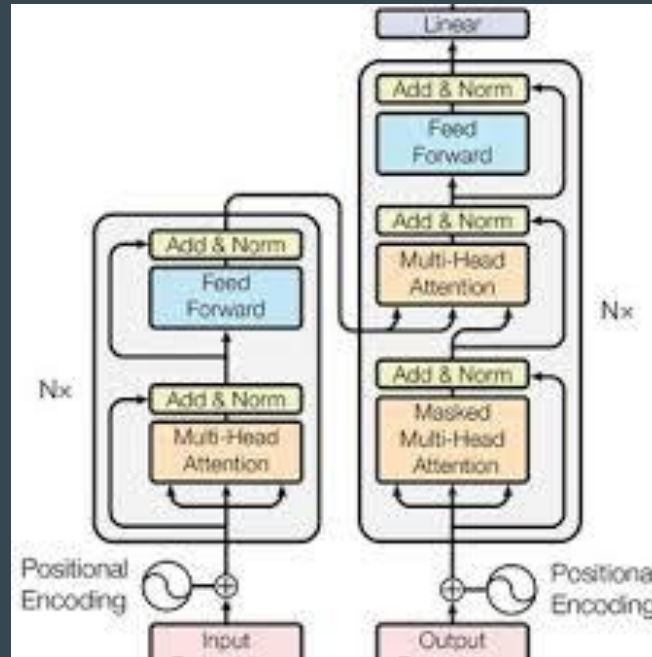 Linear
Add & Norm
Feed
Forward
Add & Norm
Multi-Head
Attention
Nx
Add & Norm
Masked
Multi-Head
Attention
Add & Norm
Feed
Forward
Nx
Add & Norm
Multi-Head
Attention
Positional
Encoding
Positiona
Encoding
Input
Output